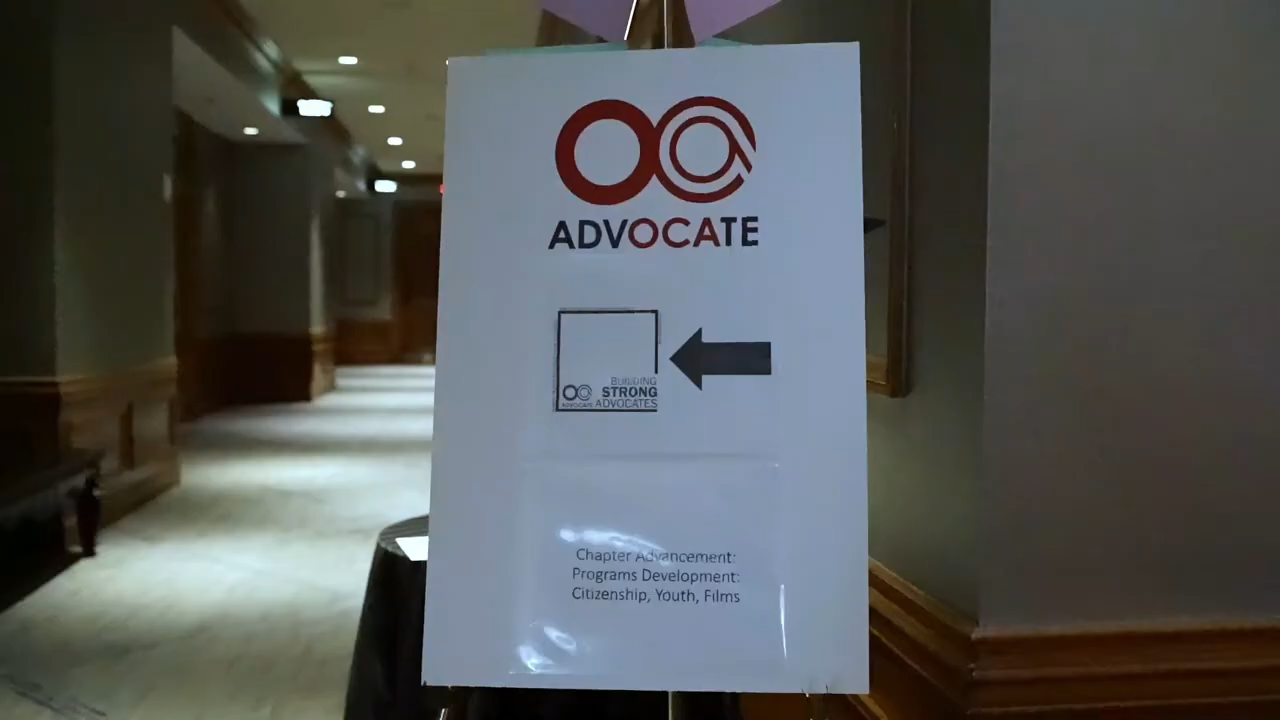 ADVOCATE
BUILDING
STRONG
ADVOCATE ADVOCATES
Chapter Advancement:
Programs Development:
Citizenship, Youth, Films